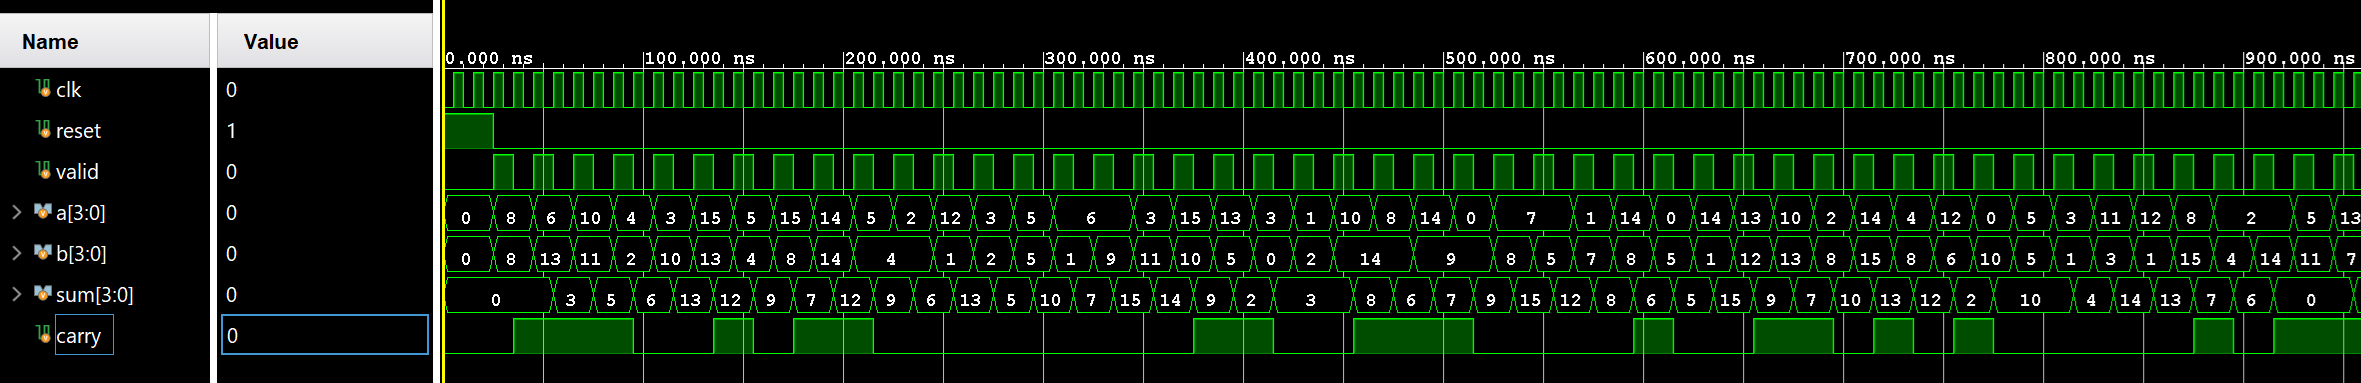 Name Value
0.000 ns 100.000 ns 200.000 ns 300.000 ns 400.000 ns 500.000 ns 600.000 ns 700.000 ns 800.000 ns 900.000 ns
clk 0
reset 1
valid 0
a[3:0] 0 0 8 6 10 4 3 15 5 15 14 5 2 12 3 5 6 3 15 13 3 1 10 8 14 0 7 1 14 0 14 13 10 2 14 4 12 0 5 3 11 12 8 2 5 13
b[3:0] 0 0 8 13 11 2 10 13 4 8 14 4 1 2 5 1 9 11 10 5 0 2 14 9 8 5 7 8 5 1 12 13 8 15 8 6 10 5 1 3 1 15 4 14 11 7
sum[3:0] 0 0 3 5 6 13 12 9 7 12 9 6 13 5 10 7 15 14 9 2 3 8 6 7 9 15 12 8 6 5 15 9 7 10 13 12 2 10 4 14 13 7 6 0
carry 0